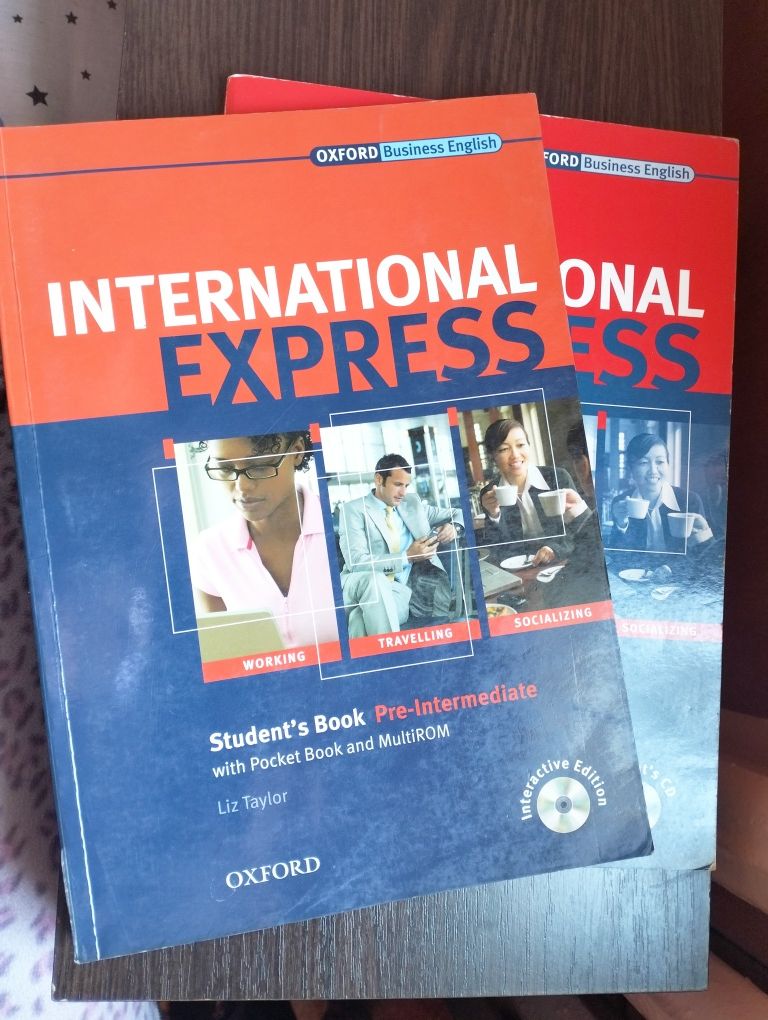 OXFORD Business English
INTERNATIONAL
EXPRESS
WORKING
TRAVELLING
SOCIALIZING
Student's Book Pre-Intermediate
with Pocket Book and MultiROM
Liz Taylor
Interactive Edition
OXFORD
FORD Business English
ONAL
ESS
SOCIALIZING
t's CD